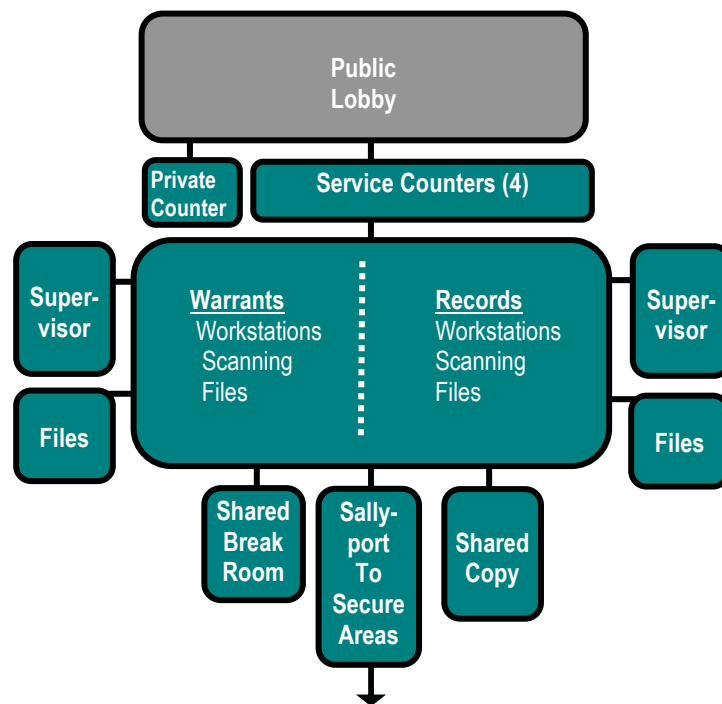 Public
Lobby
Private
Counter
Service Counters (4)
Super-
visor
Files
Warrants
Workstations
Scanning
Files
Records
Workstations
Scanning
Files
Super-
visor
Files
Shared
Break
Room
Sally-
port
To
Secure
Areas
Shared
Copy